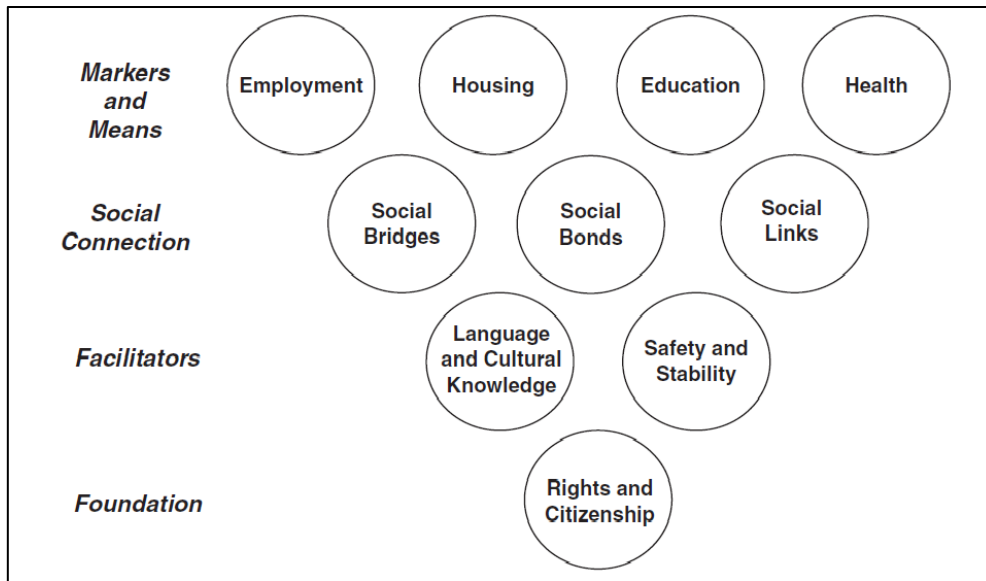 Markers
and
Means
Employment
Housing
Education
Health
Social
Connection
Social
Bridges
Social
Bonds
Social
Links
Facilitators
Language
and Cultural
Knowledge
Safety and
Stability
Foundation
Rights and
Citizenship